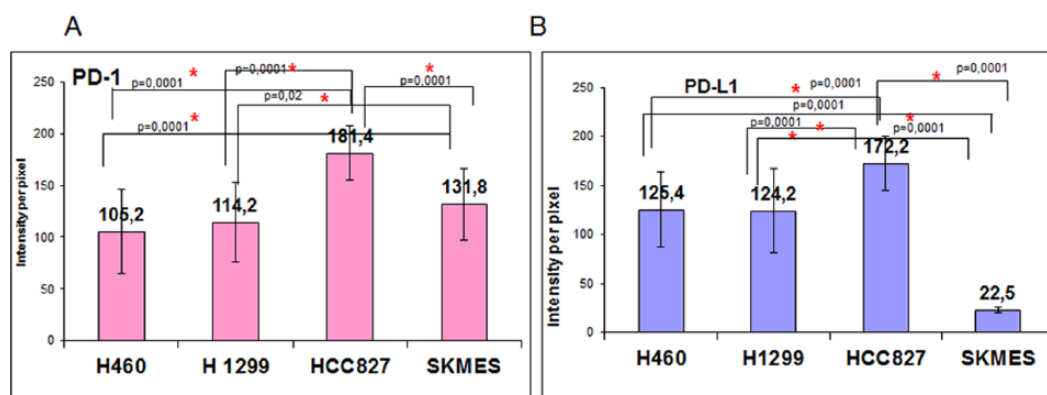 A
PD-1
Intensity per pixel
250
200
150
100
50
0
p=0,0001 *
p=0,0001 *
*
p=0,0001
p=0,02 *
p=0,0001 *
105,2
114,2
181,4
131,8
H460
H 1299
HCC827
SKMES
B
PD-L1
Intensity per pixel
250
200
150
100
50
0
* p=0,0001
* p=0,0001
p=0,0001 *
p=0,0001 *
* p=0,0001
125,4
124,2
172,2
22,5
H460
H1299
HCC827
SKMES